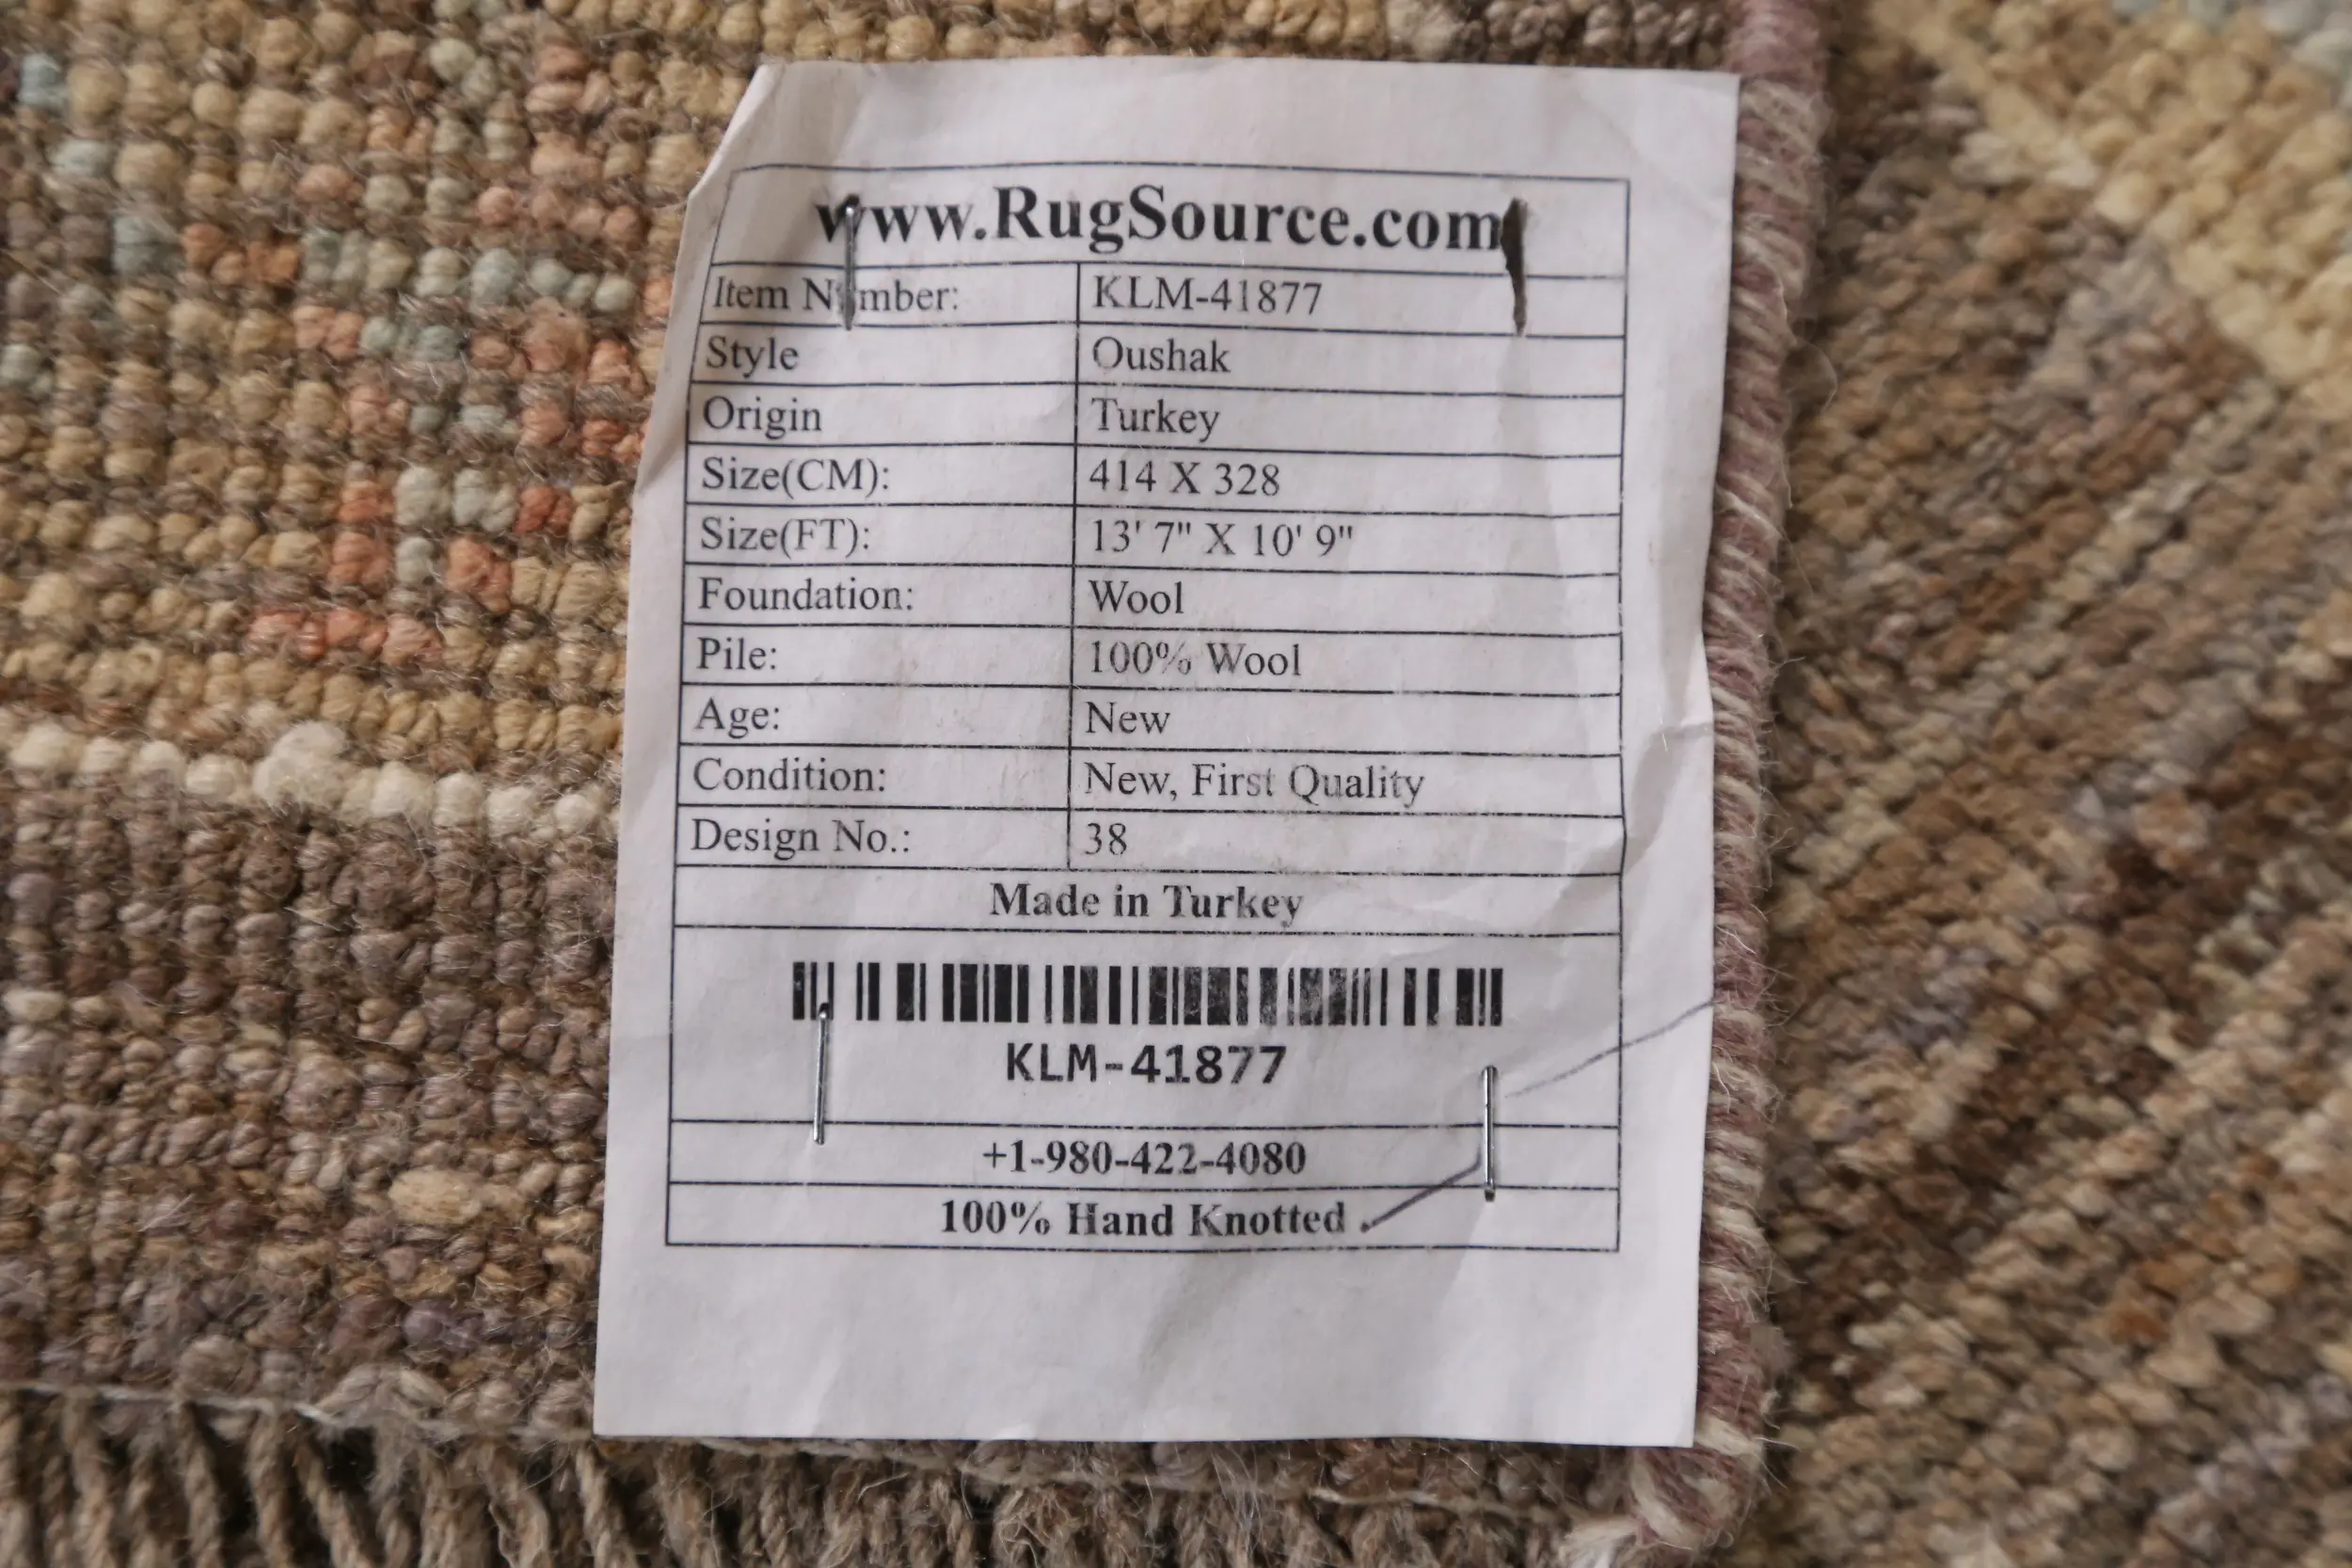 www.RugSource.com
Item Number: KLM-41877
Style Oushak
Origin Turkey
Size(CM): 414 X 328
Size(FT): 13' 7" X 10' 9"
Foundation: Wool
Pile: 100% Wool
Age: New
Condition: New, First Quality
Design No.: 38
Made in Turkey
KLM-41877
+1-980-422-4080
100% Hand Knotted